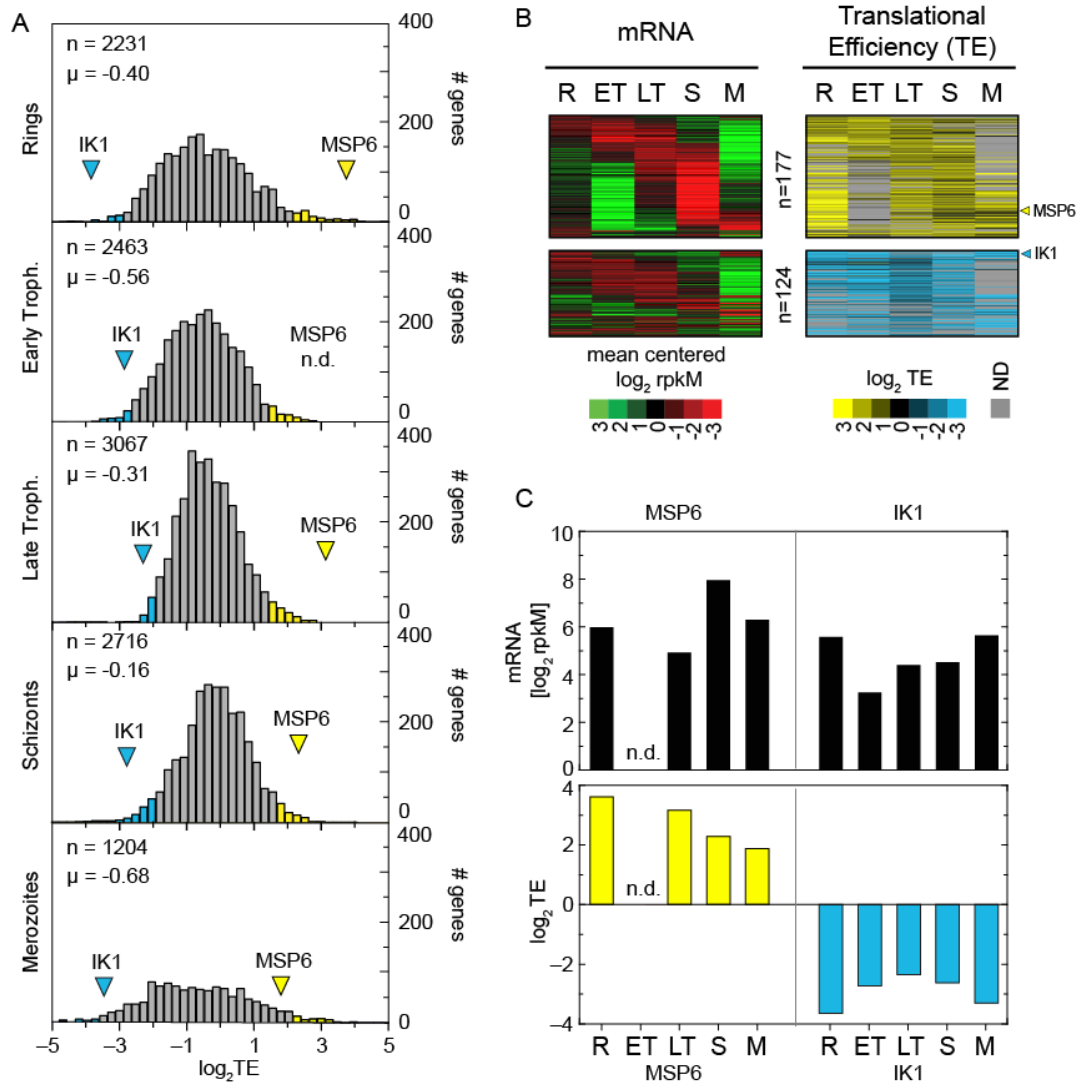 A
Rings
n = 2231
μ = -0.40
IK1
MSP6
400
200
0
# genes
Early Troph.
n = 2463
μ = -0.56
IK1
MSP6
n.d.
400
200
0
# genes
Late Troph.
n = 3067
μ = -0.31
IK1
MSP6
400
200
0
# genes
Schizonts
n = 2716
μ = -0.16
IK1
MSP6
400
200
0
# genes
Merozoites
n = 1204
μ = -0.68
IK1
MSP6
400
200
0
# genes
–5 –3 –1 1 3 5
log₂TE
B
mRNA
Translational
Efficiency (TE)
R ET LT S M
R ET LT S M
n=177
MSP6
n=124
IK1
mean centered
log₂ rpkM
3 2 1 0 -1 -2 -3
log₂ TE
3 2 1 0 -1 -2 -3
ND
C
MSP6 IK1
mRNA
[log₂ rpkM]
10
8
6
4
2
0
n.d.
log₂TE
4
2
0
–2
–4
n.d.
R ET LT S M R ET LT S M
MSP6 IK1